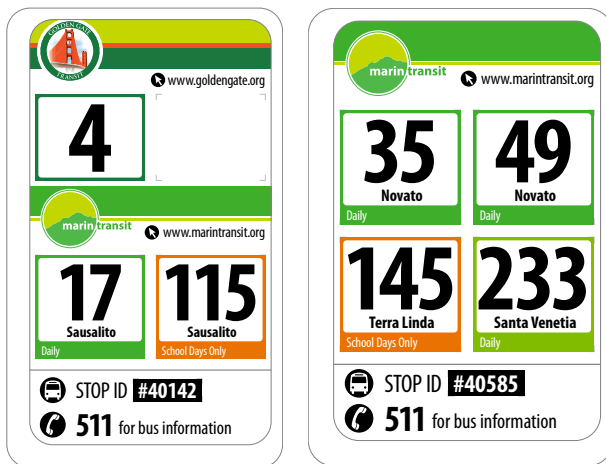 GOLDEN GATE
TRANSIT
www.goldengate.org
4
marin transit
www.marintransit.org
17
Sausalito
Daily
115
Sausalito
School Days Only
STOP ID #40142
511 for bus information
marin transit
www.marintransit.org
35
Novato
Daily
49
Novato
Daily
145
Terra Linda
School Days Only
233
Santa Venetia
Daily
STOP ID #40585
511 for bus information